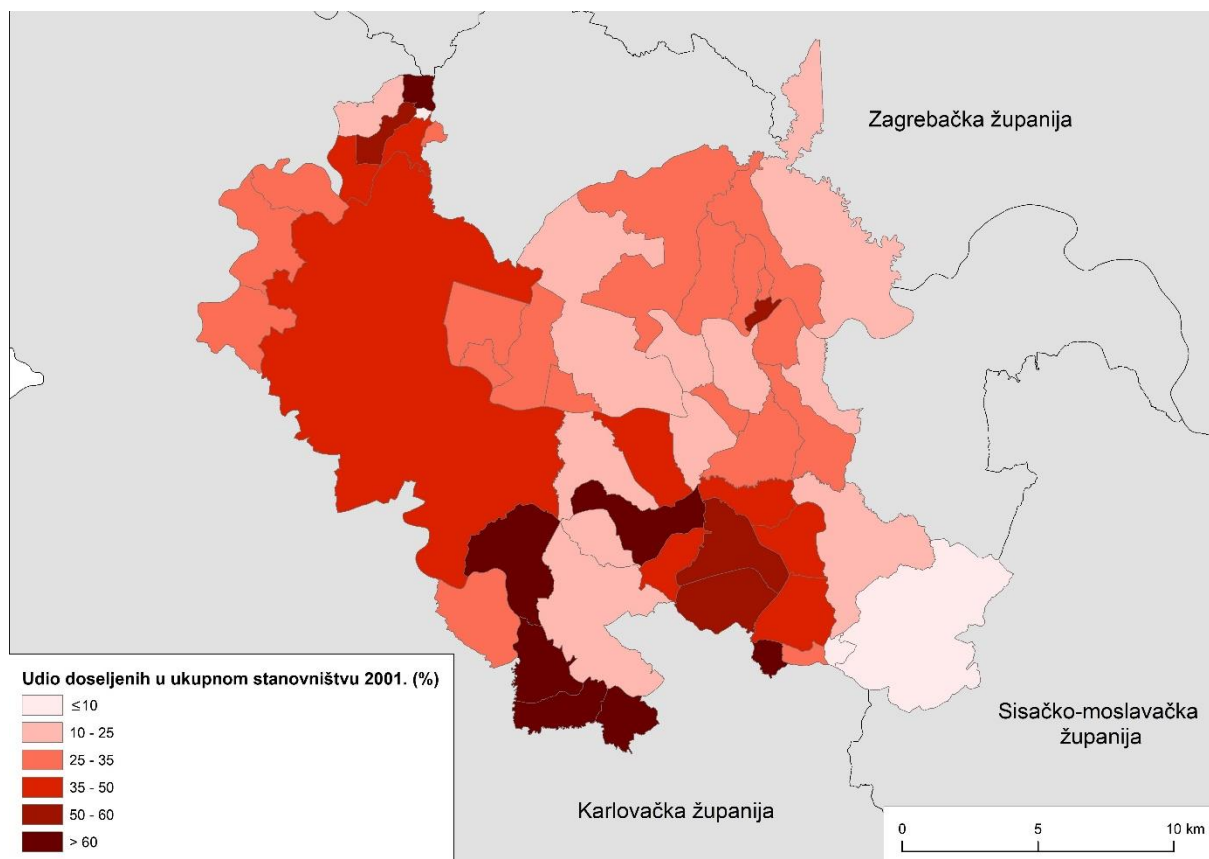 Zagrebačka županija
Udio doseljenih u ukupnom stanovništvu 2001. (%)
≤10
10 - 25
25 - 35
35 - 50
50 - 60
> 60
Sisačko-moslavačka
županija
Karlovačka županija
0 5 10 km